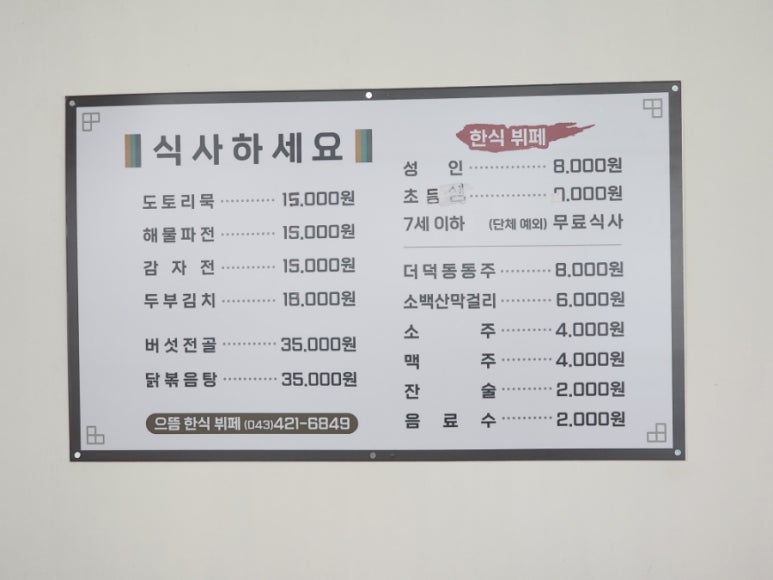 식사하세요
도토리묵 ·········· 15,000원
해물파전 ·········· 15,000원
감자전 ·········· 15,000원
두부김치 ·········· 18,000원
버섯전골 ·········· 35,000원
닭볶음탕 ·········· 35,000원
으뜸 한식 뷔페 (043)421-6849
한식 뷔페
성인 ·············· 8,000원
초등생 ·············· 7,000원
7세 이하 (단체 예외) 무료식사
더덕동동주 ·········· 8,000원
소백산막걸리 ·········· 6,000원
소주 ·········· 4,000원
맥주 ·········· 4,000원
잔술 ·········· 2,000원
음료수 ·········· 2,000원